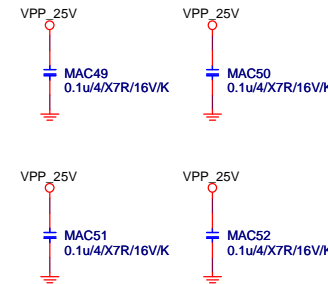 VPP_25V
MAC49
0.1u/4/X7R/16V/K
VPP_25V
MAC50
0.1u/4/X7R/16V/K
VPP_25V
MAC51
0.1u/4/X7R/16V/K
VPP_25V
MAC52
0.1u/4/X7R/16V/K